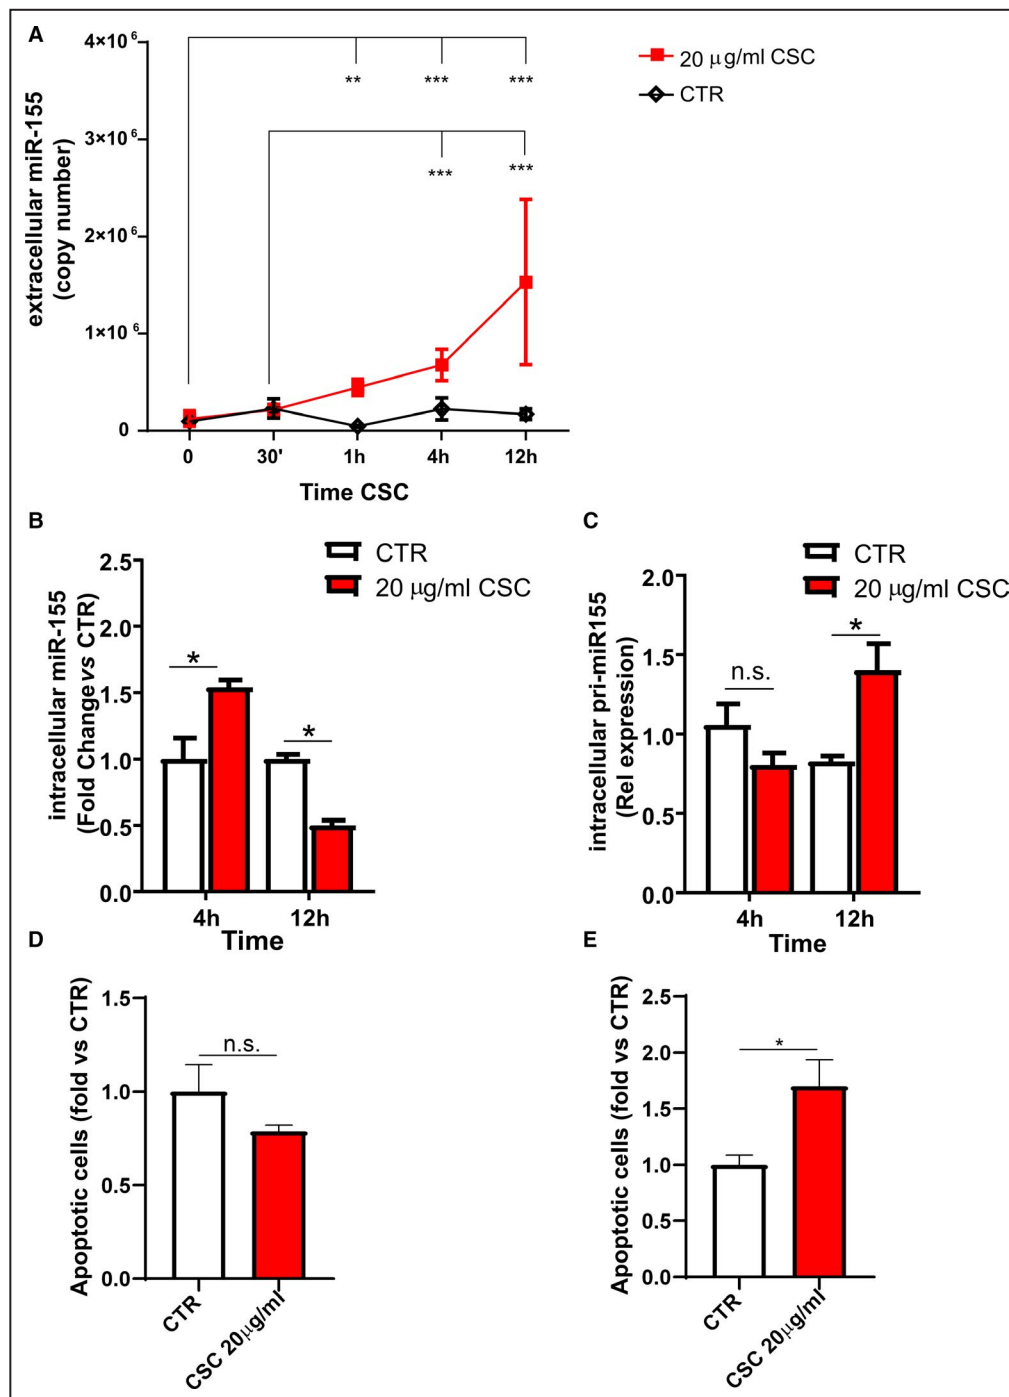 A
extracellular miR-155
(copy number)
4×10⁶
3×10⁶
2×10⁶
1×10⁶
0
** *** ***
*** ***
20 μg/ml CSC
CTR
0 30' 1h 4h 12h
Time CSC
B
intracellular miR-155
(Fold Change vs CTR)
2.5
2.0
1.5
1.0
0.5
0.0
CTR
20 μg/ml CSC
*
*
4h 12h
Time
C
intracellular pri-miR155
(Rel expression)
2.0
1.5
1.0
0.5
0.0
CTR
20 μg/ml CSC
n.s.
*
4h 12h
Time
D
Apoptotic cells (fold vs CTR)
1.5
1.0
0.5
0.0
n.s.
CTR
CSC 20μg/ml
E
Apoptotic cells (fold vs CTR)
2.5
2.0
1.5
1.0
0.5
0.0
*
CTR
CSC 20μg/ml